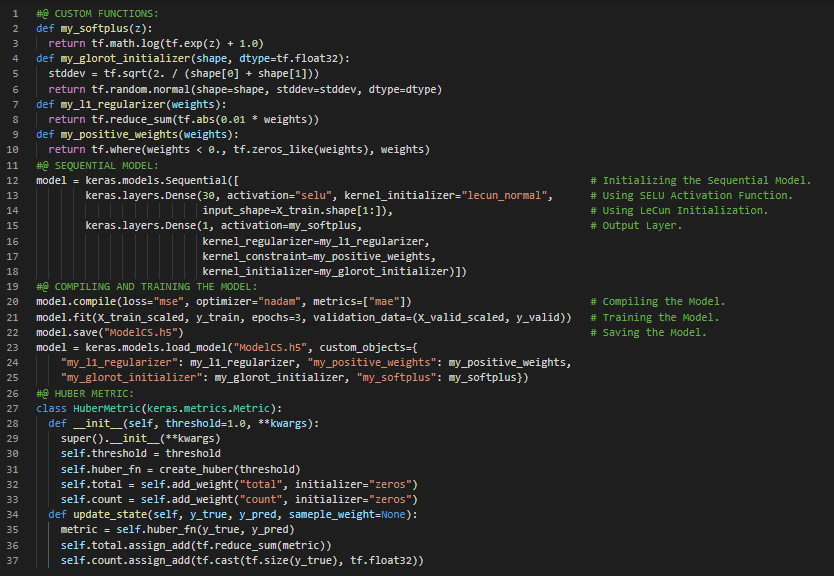 1 #@ CUSTOM FUNCTIONS:
2 def my_softplus(z):
3 return tf.math.log(tf.exp(z) + 1.0)
4 def my_glorot_initializer(shape, dtype=tf.float32):
5 stddev = tf.sqrt(2. / (shape[0] + shape[1]))
6 return tf.random.normal(shape=shape, stddev=stddev, dtype=dtype)
7 def my_l1_regularizer(weights):
8 return tf.reduce_sum(tf.abs(0.01 * weights))
9 def my_positive_weights(weights):
10 return tf.where(weights < 0., tf.zeros_like(weights), weights)
11 #@ SEQUENTIAL MODEL:
12 model = keras.models.Sequential([ # Initializing the Sequential Model.
13 keras.layers.Dense(30, activation="selu", kernel_initializer="lecun_normal", # Using SELU Activation Function.
14 input_shape=X_train.shape[1:]), # Using LeCun Initialization.
15 keras.layers.Dense(1, activation=my_softplus, # Output Layer.
16 kernel_regularizer=my_l1_regularizer,
17 kernel_constraint=my_positive_weights,
18 kernel_initializer=my_glorot_initializer)])
19 #@ COMPILING AND TRAINING THE MODEL:
20 model.compile(loss="mse", optimizer="nadam", metrics=["mae"]) # Compiling the Model.
21 model.fit(X_train_scaled, y_train, epochs=3, validation_data=(X_valid_scaled, y_valid)) # Training the Model.
22 model.save("ModelCS.h5") # Saving the Model.
23 model = keras.models.load_model("ModelCS.h5", custom_objects={
24 "my_l1_regularizer": my_l1_regularizer, "my_positive_weights": my_positive_weights,
25 "my_glorot_initializer": my_glorot_initializer, "my_softplus": my_softplus})
26 #@ HUBER METRIC:
27 class HuberMetric(keras.metrics.Metric):
28 def __init__(self, threshold=1.0, **kwargs):
29 super().__init__(**kwargs)
30 self.threshold = threshold
31 self.huber_fn = create_huber(threshold)
32 self.total = self.add_weight("total", initializer="zeros")
33 self.count = self.add_weight("count", initializer="zeros")
34 def update_state(self, y_true, y_pred, sameple_weight=None):
35 metric = self.huber_fn(y_true, y_pred)
36 self.total.assign_add(tf.reduce_sum(metric))
37 self.count.assign_add(tf.cast(tf.size(y_true), tf.float32))